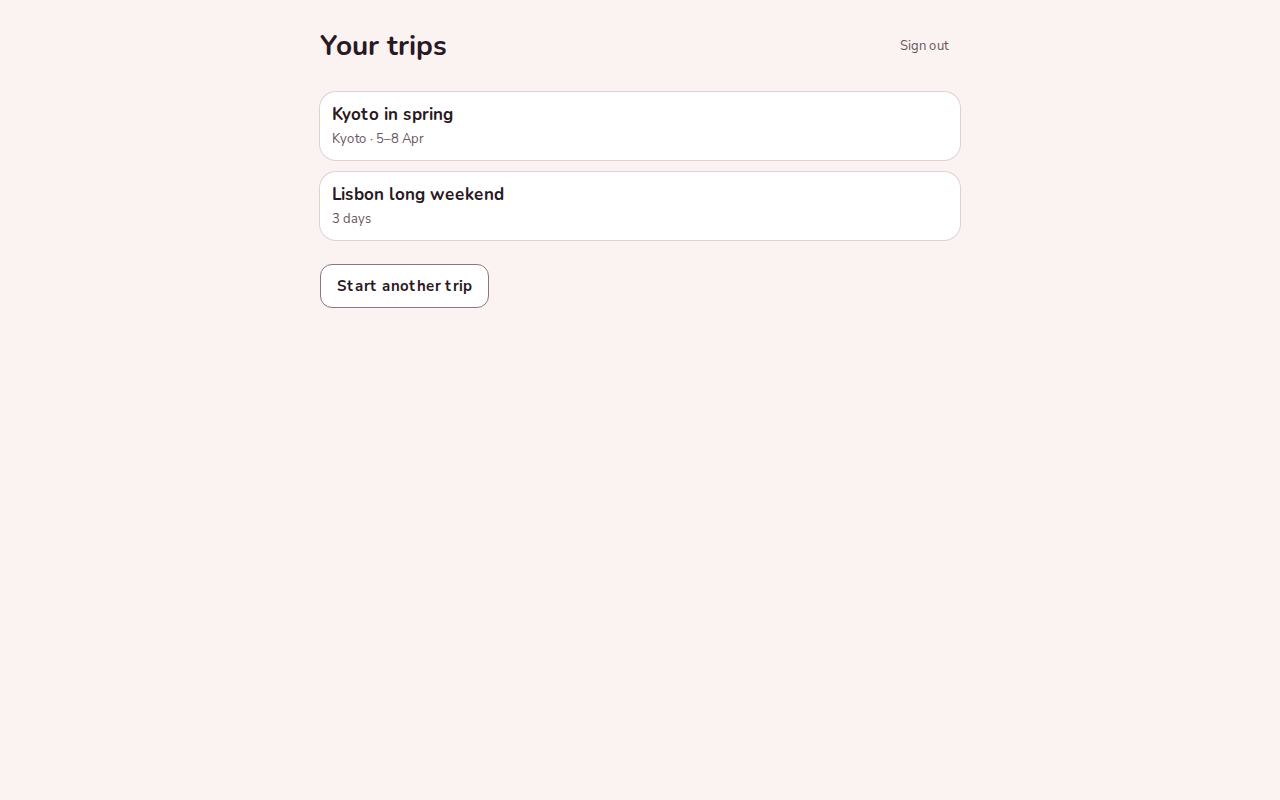 Your trips
Sign out
Kyoto in spring
Kyoto · 5–8 Apr
Lisbon long weekend
3 days
Start another trip